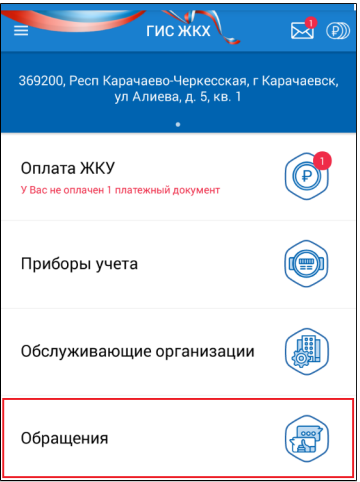 ГИС ЖКХ
1
369200, Респ Карачаево-Черкесская, г Карачаевск,
ул Алиева, д. 5, кв. 1
Оплата ЖКУ
1
У Вас не оплачен 1 платежный документ
Приборы учета
Обслуживающие организации
Обращения